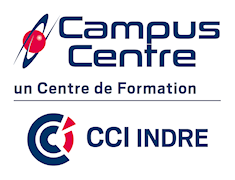 Campus
Centre
un Centre de Formation
CCI INDRE